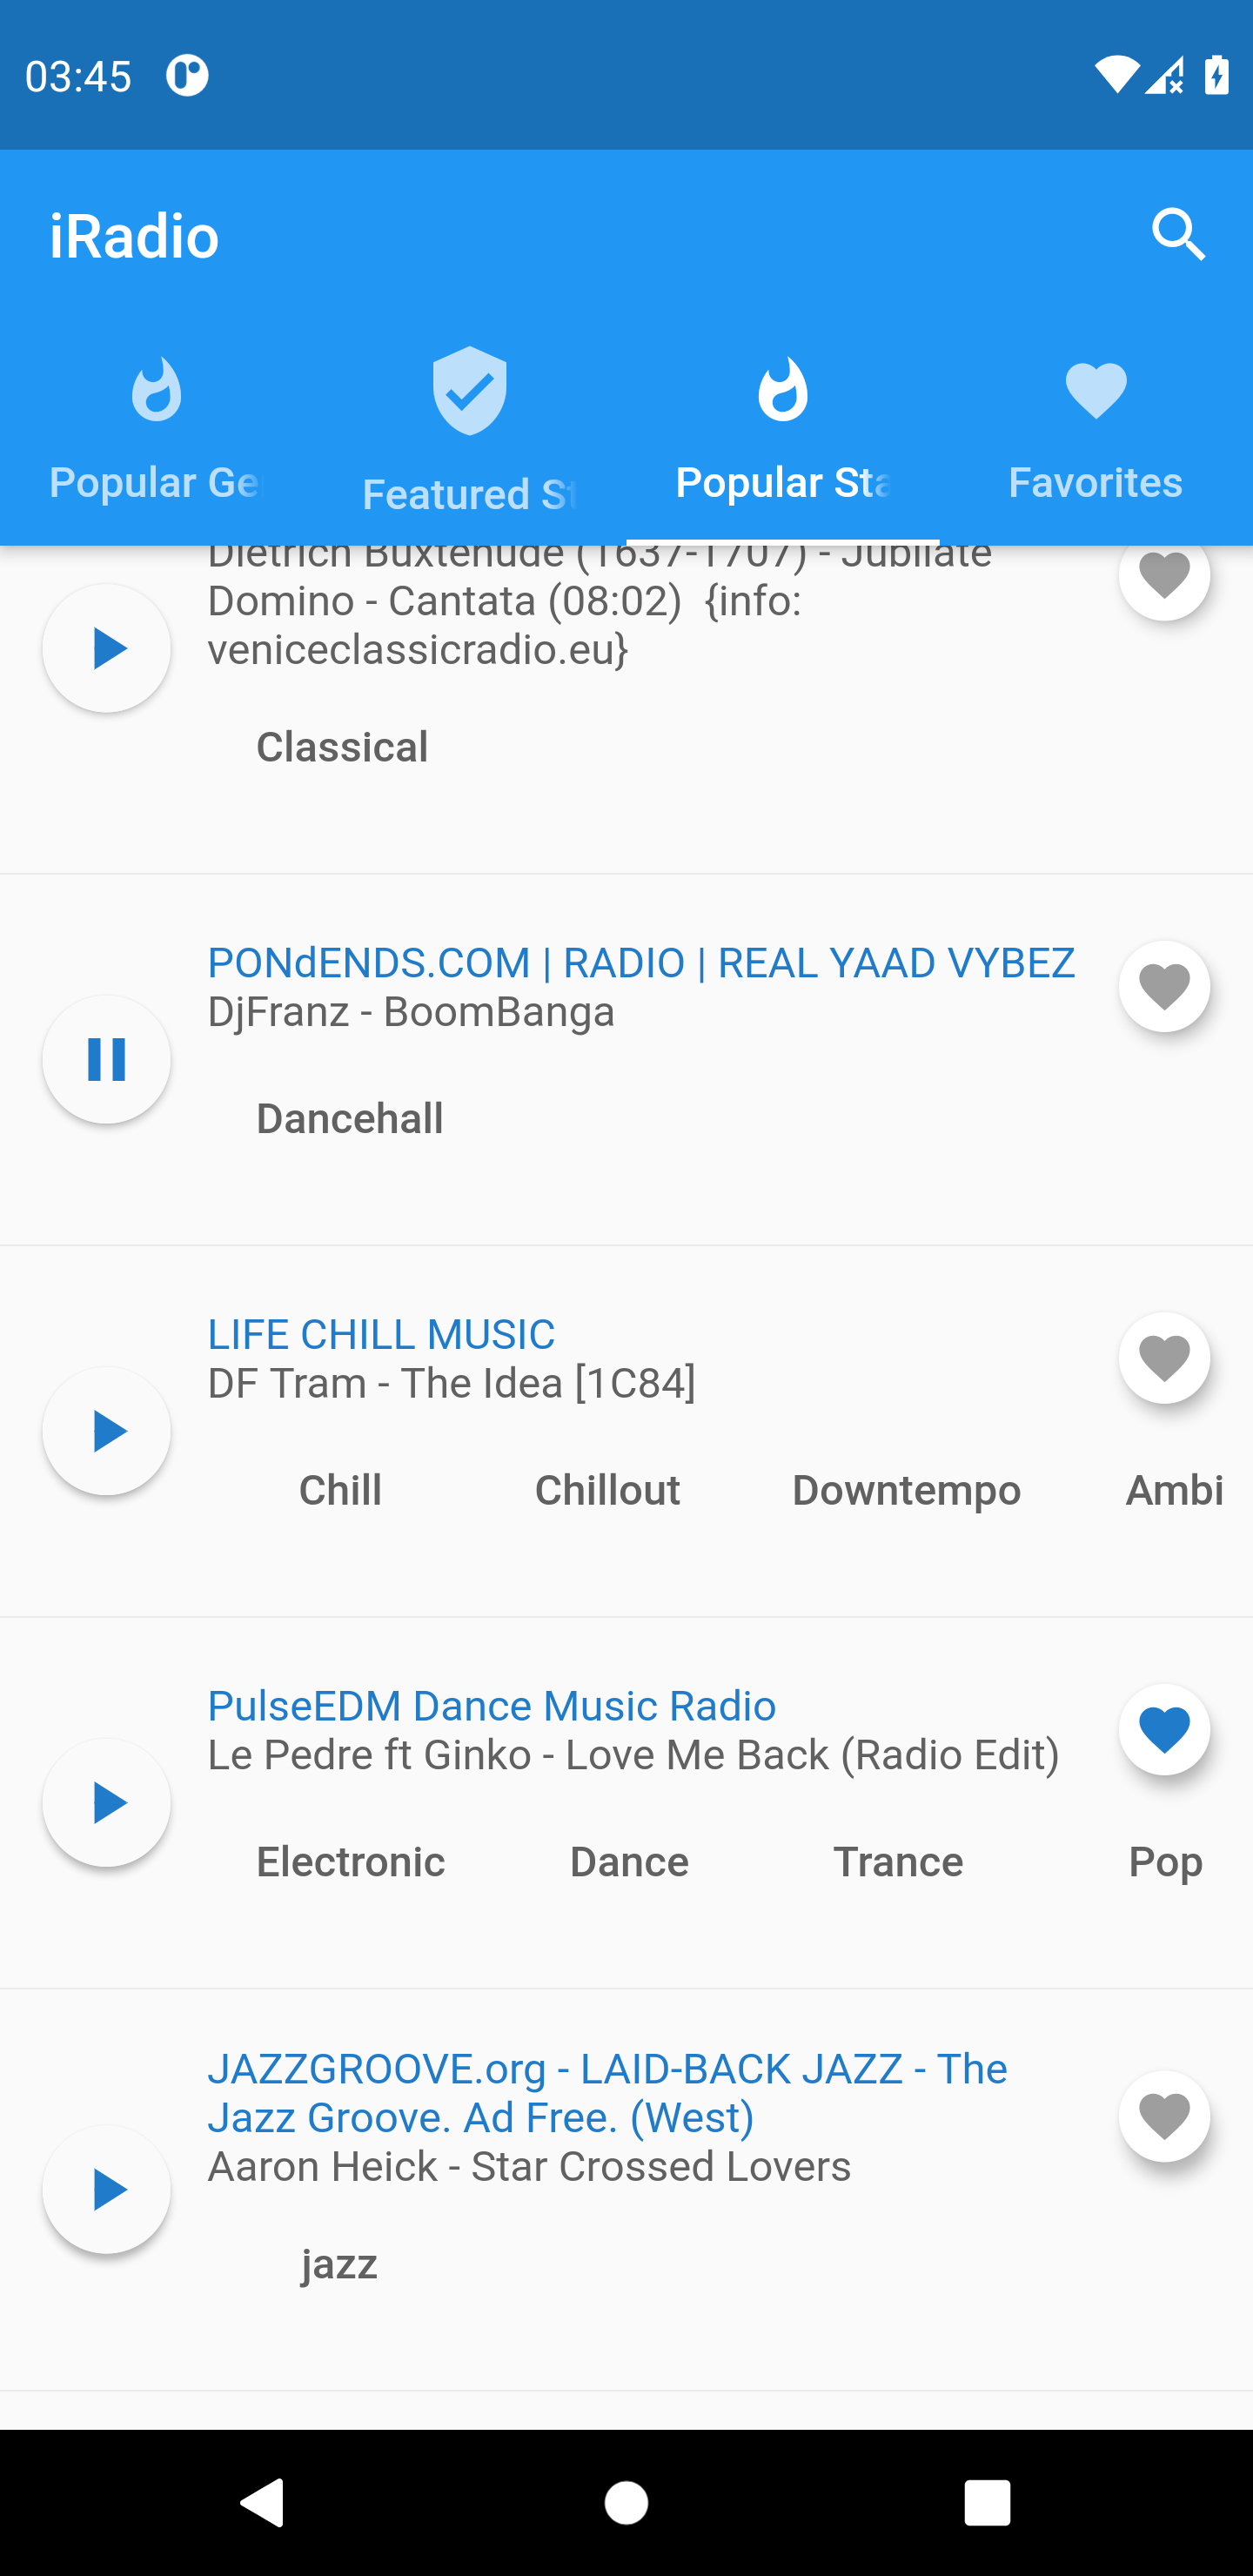 03:45
iRadio
Popular Ge
Featured St
Popular Sta
Favorites
Dietrich Buxtehude (1637-1707) - Jubilate
Domino - Cantata (08:02) {info:
veniceclassicradio.eu}
Classical
PONdENDS.COM | RADIO | REAL YAAD VYBEZ
DjFranz - BoomBanga
Dancehall
LIFE CHILL MUSIC
DF Tram - The Idea [1C84]
Chill Chillout Downtempo Ambi
PulseEDM Dance Music Radio
Le Pedre ft Ginko - Love Me Back (Radio Edit)
Electronic Dance Trance Pop
JAZZGROOVE.org - LAID-BACK JAZZ - The
Jazz Groove. Ad Free. (West)
Aaron Heick - Star Crossed Lovers
jazz